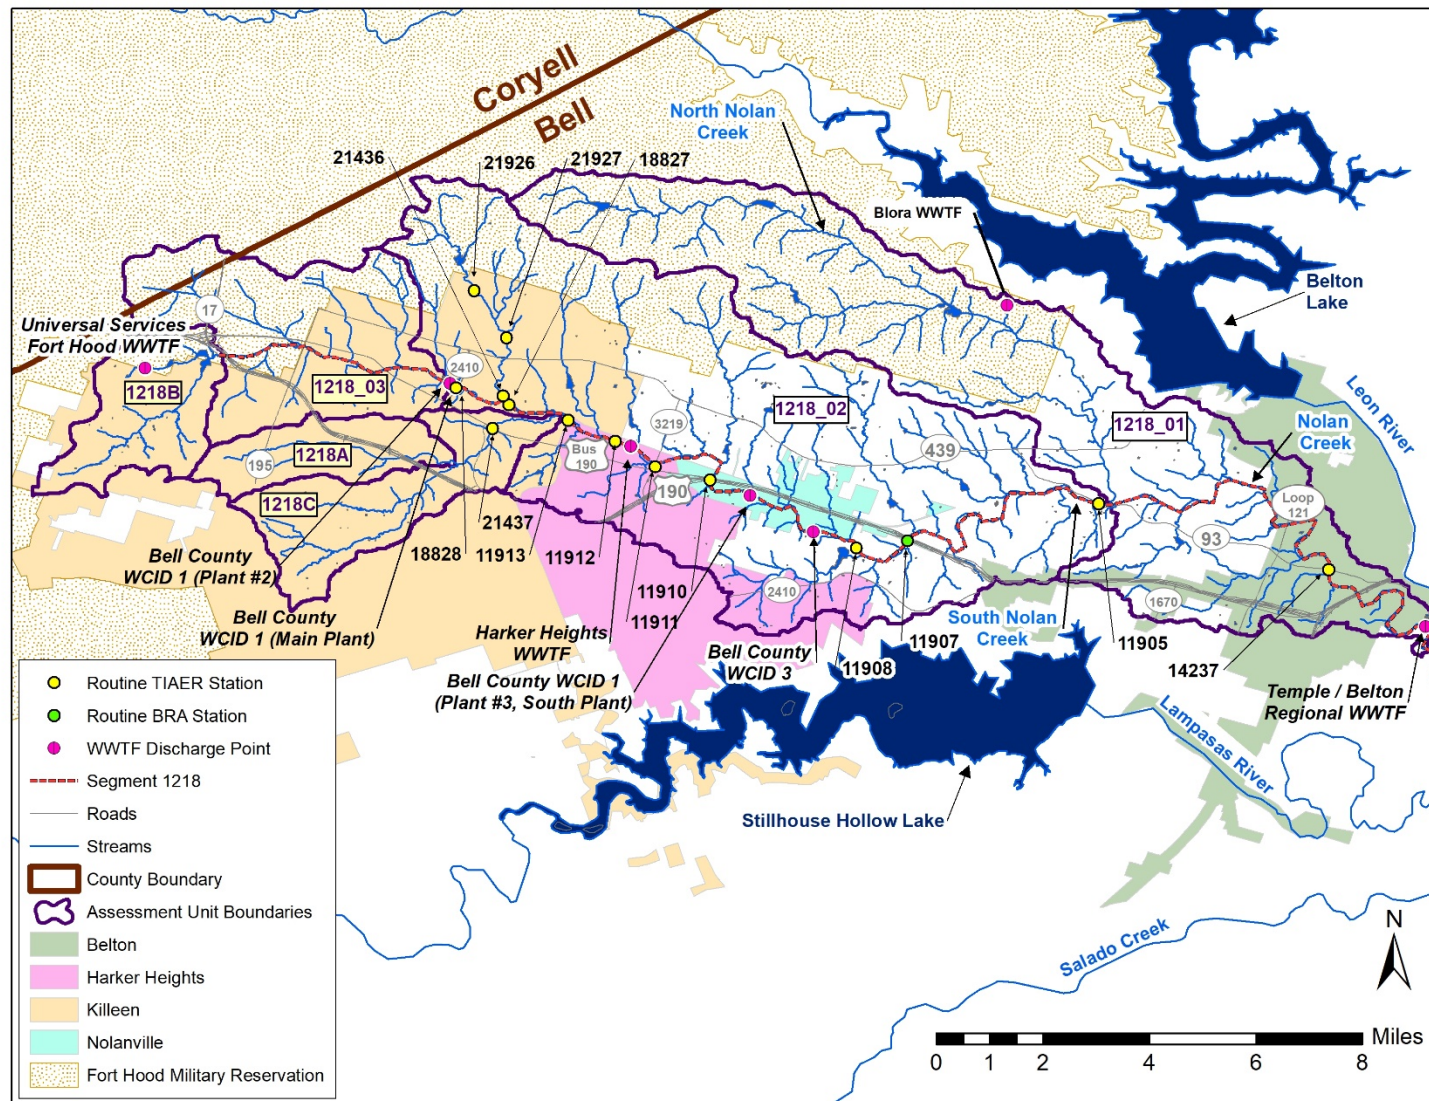 Coryell
Bell
North Nolan
Creek
21436
21926
21927
18827
Blora WWTF
Belton
Lake
17
Universal Services
Fort Hood WWTF
1218B
1218_03
2410
1218_02
3219
439
1218_01
Leon River
Nolan
Creek
1218A
195
Bus
190
190
Loop
121
1218C
93
21437
18828
11913
11912
2410
1670
Bell County
WCID 1 (Plant #2)
11910
11911
South Nolan
Creek
11907
11905
Bell County
WCID 1 (Main Plant)
Harker Heights
WWTF
Bell County
WCID 3
11908
14237
Bell County WCID 1
(Plant #3, South Plant)
Temple / Belton
Regional WWTF
Lampasas River
Stillhouse Hollow Lake
Salado Creek
Routine TIAER Station
Routine BRA Station
WWTF Discharge Point
Segment 1218
Roads
Streams
County Boundary
Assessment Unit Boundaries
Belton
Harker Heights
Killeen
Nolanville
Fort Hood Military Reservation
N
Miles
0 1 2 4 6 8